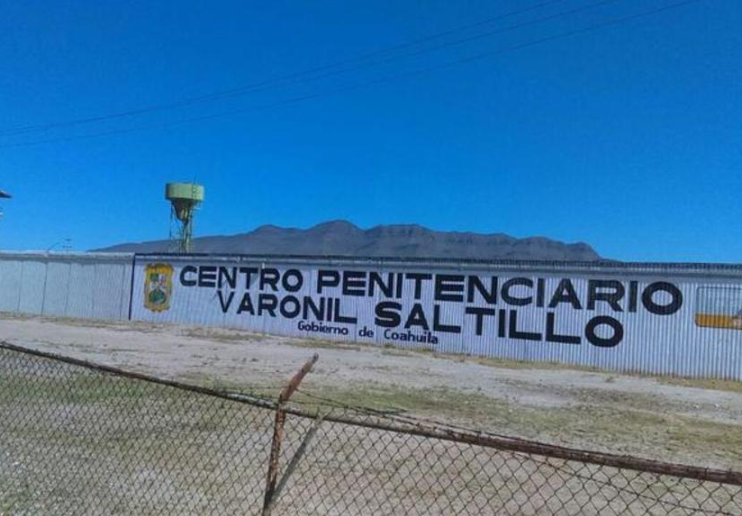 CENTRO PENITENCIARIO
VARONIL SALTILLO
Gobierno de Coahuila